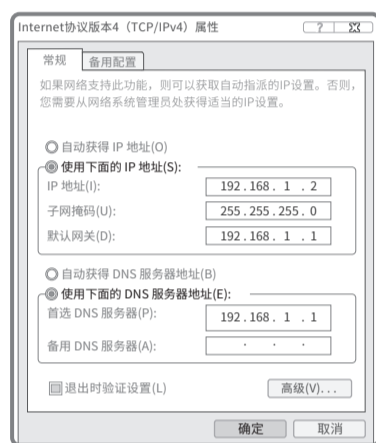 Internet协议版本4（TCP/IPv4）属性
常规 备用配置
如果网络支持此功能，则可以获取自动指派的IP设置。否则，
您需要从网络系统管理员处获得适当的IP设置。
自动获得 IP 地址(O)
使用下面的 IP 地址(S):
IP 地址(I): 192.168. 1 . 2
子网掩码(U): 255.255.255. 0
默认网关(D): 192.168. 1 . 1
自动获得 DNS 服务器地址(B)
使用下面的 DNS 服务器地址(E):
首选 DNS 服务器(P): 192.168. 1 . 1
备用 DNS 服务器(A): . . .
退出时验证设置(L) 高级(V)...
确定 取消